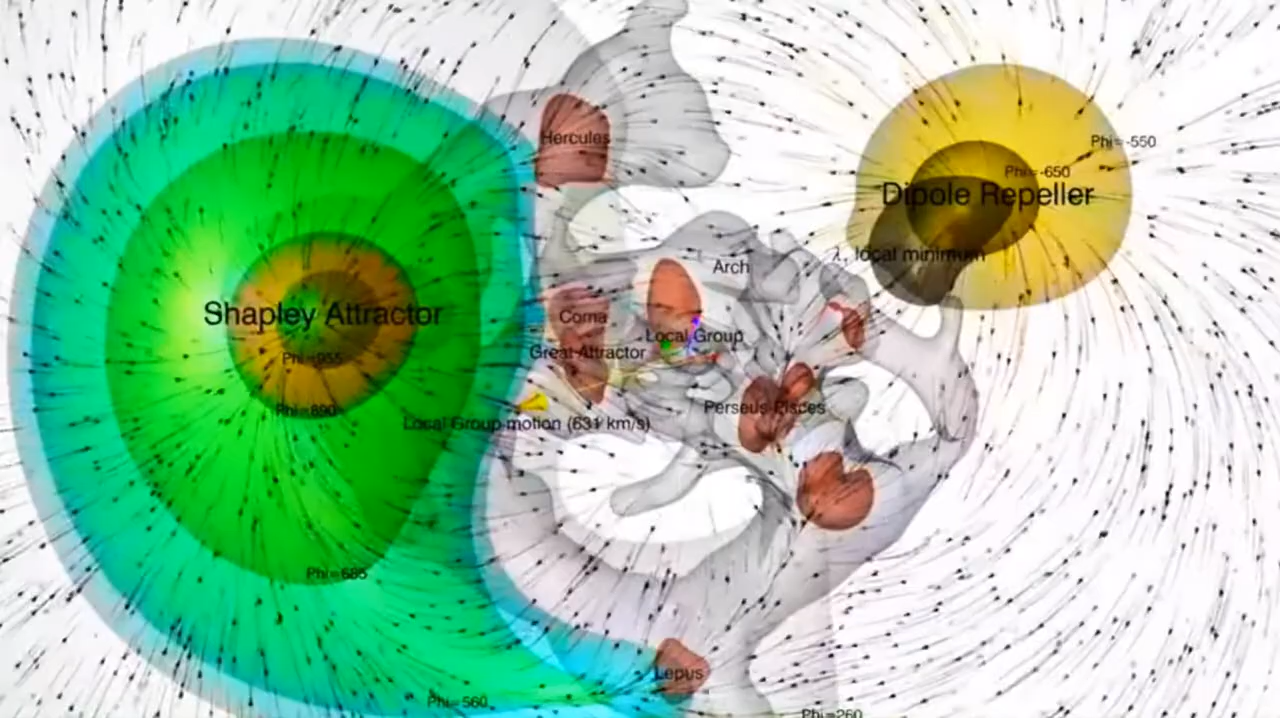 Hercules
Phi=-550
Phi=-650
Dipole Repeller
λ, local minimum
Arch
Shapley Attractor
Coma
Local Group
Great Attractor
Phi=955
Phi=890
Perseus-Pisces
Local Group motion (631 km/s)
Phi=685
Lepus
Phi=560
Phi=260